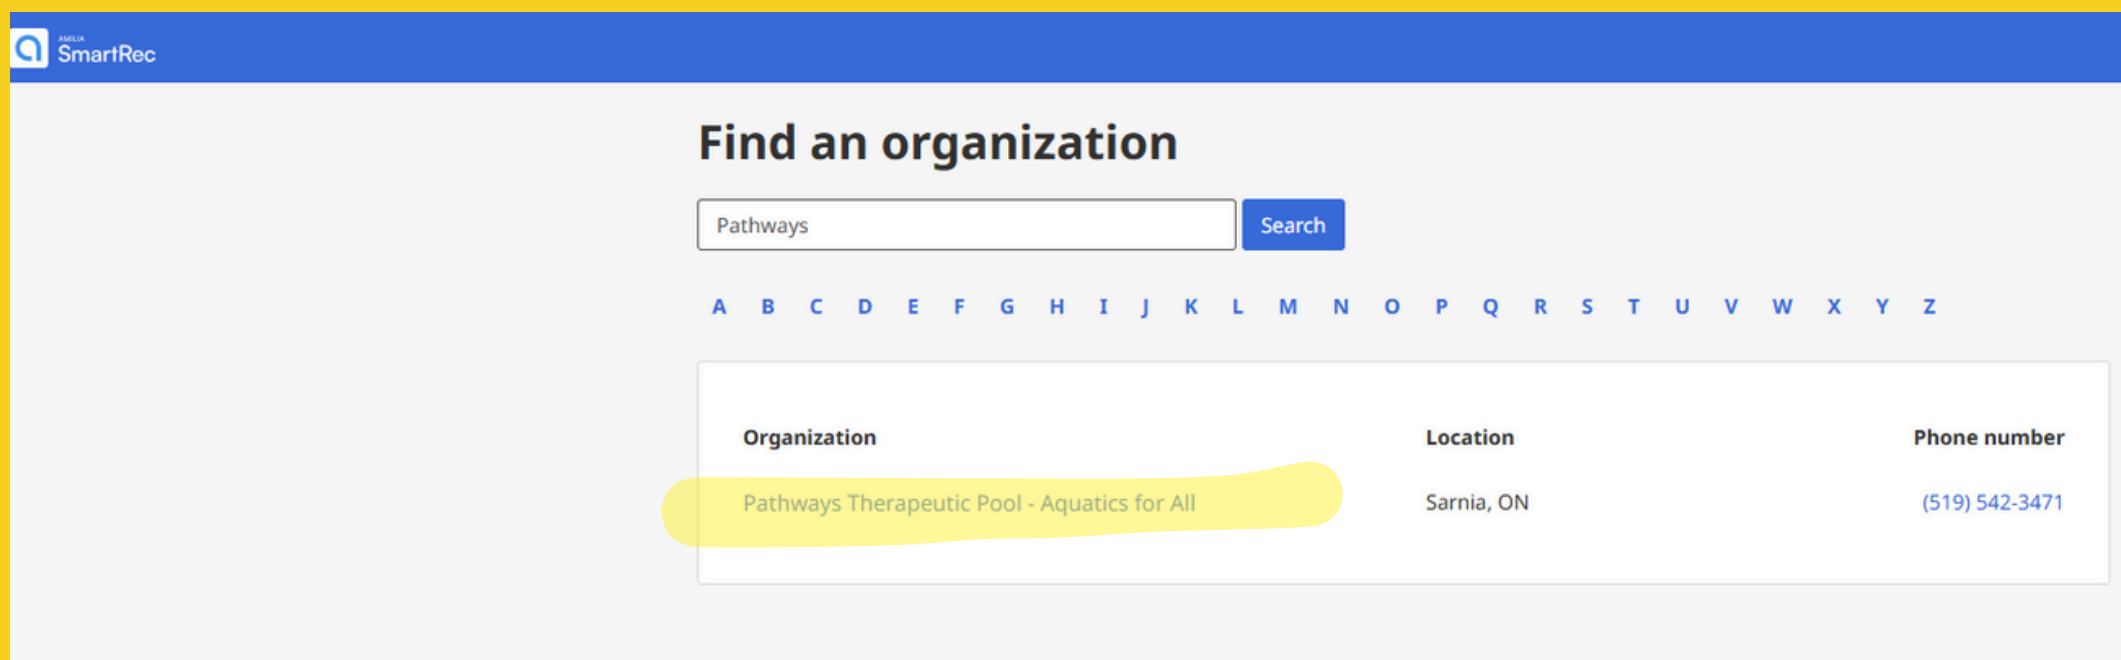 AMILIA
SmartRec
Find an organization
Pathways Search
A B C D E F G H I J K L M N O P Q R S T U V W X Y Z
Organization Location Phone number
Pathways Therapeutic Pool - Aquatics for All Sarnia, ON (519) 542-3471